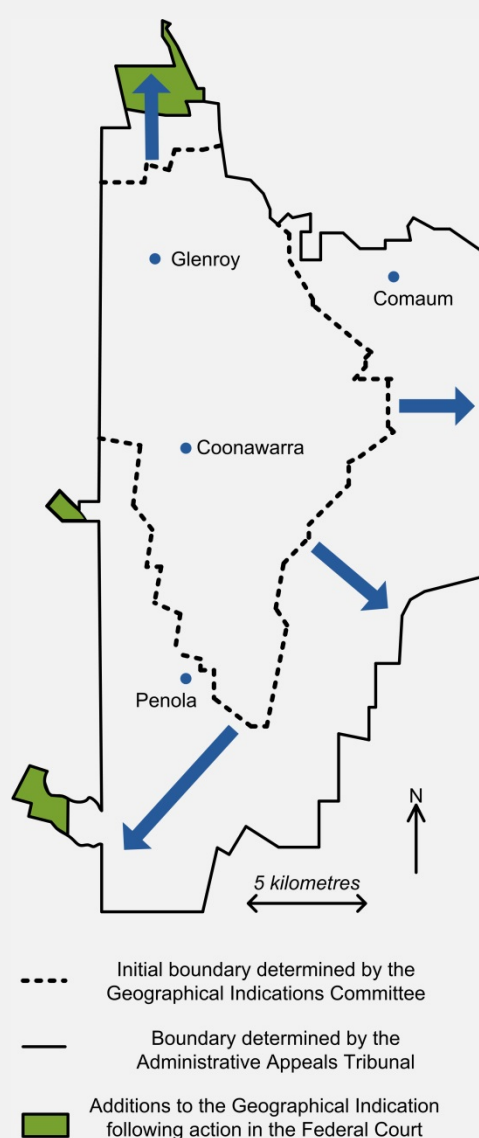 Glenroy
Comaum
Coonawarra
Penola
N
5 kilometres
Initial boundary determined by the
Geographical Indications Committee
Boundary determined by the
Administrative Appeals Tribunal
Additions to the Geographical Indication
following action in the Federal Court